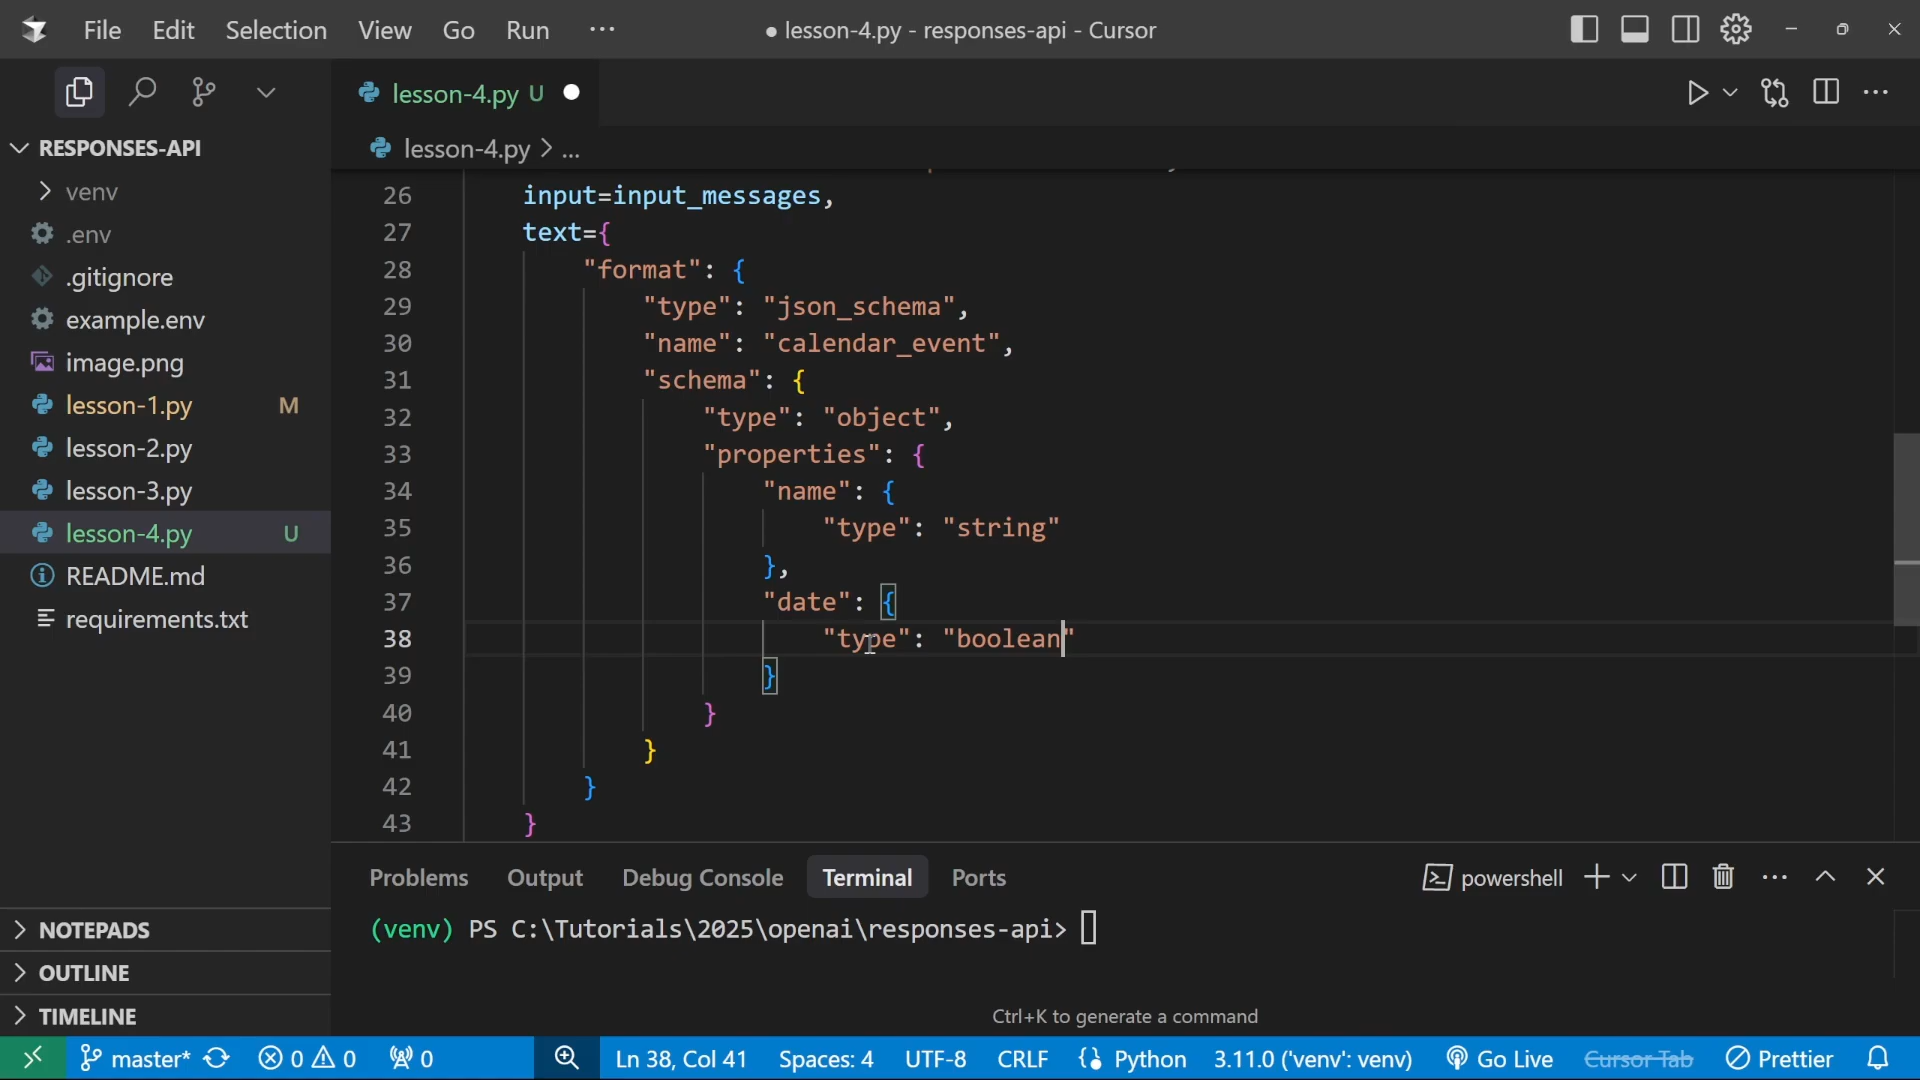 File Edit Selection View Go Run ··· ● lesson-4.py - responses-api - Cursor
lesson-4.py U
RESPONSES-API
lesson-4.py > ...
venv
.env
.gitignore
example.env
image.png
lesson-1.py M
lesson-2.py
lesson-3.py
lesson-4.py U
README.md
requirements.txt
NOTEPADS
OUTLINE
TIMELINE
26 input=input_messages,
27 text={
28 "format": {
29 "type": "json_schema",
30 "name": "calendar_event",
31 "schema": {
32 "type": "object",
33 "properties": {
34 "name": {
35 "type": "string"
36 },
37 "date": {
38 "type": "boolean"
39 }
40 }
41 }
42 }
43 }
Problems Output Debug Console Terminal Ports powershell
(venv) PS C:\Tutorials\2025\openai\responses-api>
Ctrl+K to generate a command
master* 0 0 0 Ln 38, Col 41 Spaces: 4 UTF-8 CRLF Python 3.11.0 ('venv': venv) Go Live Cursor Tab Prettier